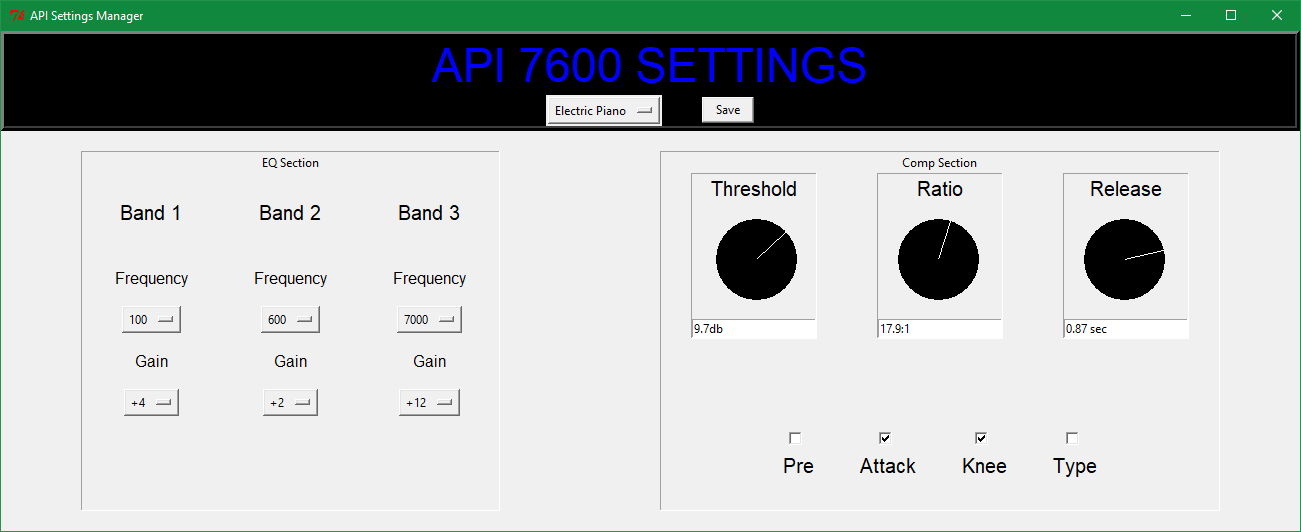 API Settings Manager
API 7600 SETTINGS
Electric Piano Save
EQ Section
Band 1 Band 2 Band 3
Frequency Frequency Frequency
100 600 7000
Gain Gain Gain
+4 +2 +12
Comp Section
Threshold Ratio Release
9.7db 17.9:1 0.87 sec
Pre Attack Knee Type